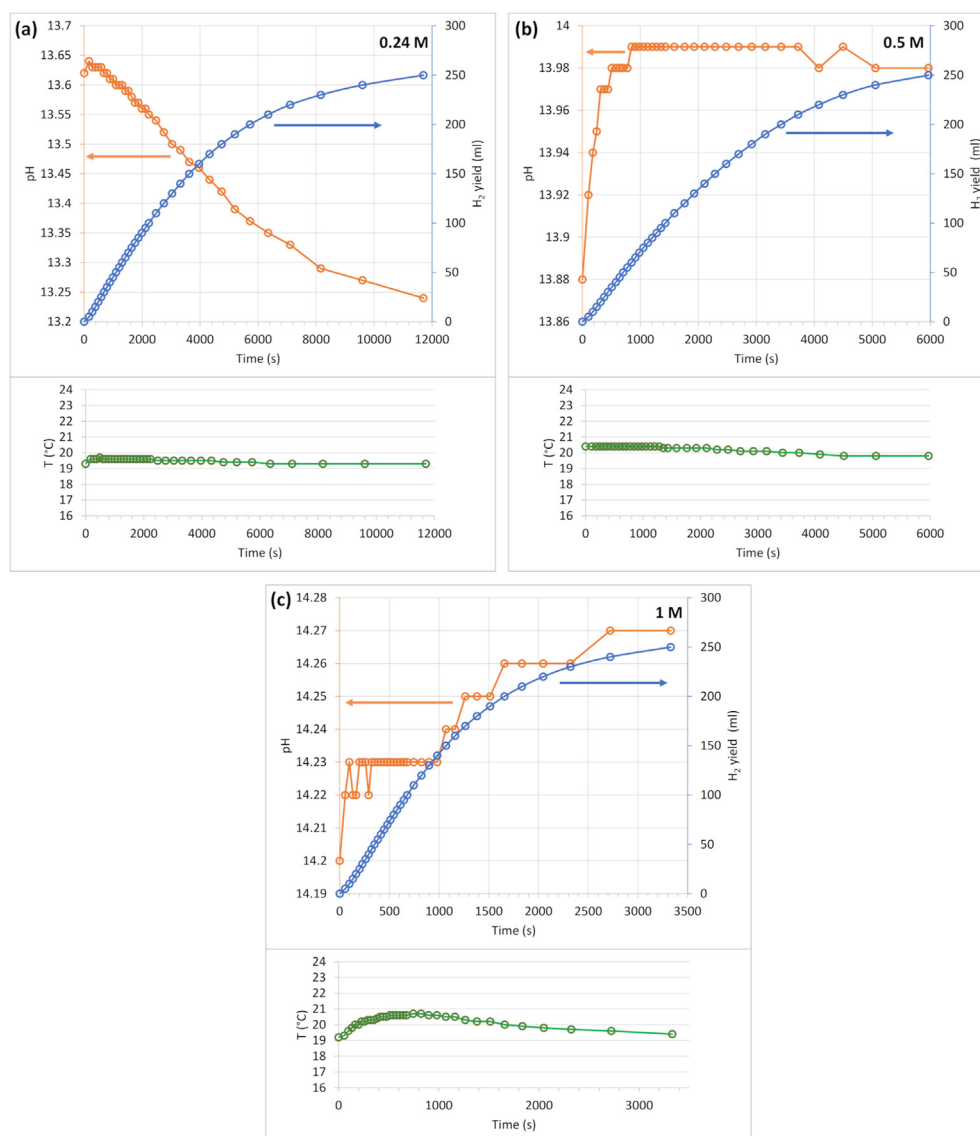 (a)
0.24 M
13.7
13.65
13.6
13.55
13.5
13.45
13.4
13.35
13.3
13.25
13.2
pH
300
250
200
150
100
50
0
H₂ yield (ml)
0 2000 4000 6000 8000 10000 12000
Time (s)
24
23
22
21
20
19
18
17
16
T (°C)
0 2000 4000 6000 8000 10000 12000
Time (s)
(b)
0.5 M
14
13.98
13.96
13.94
13.92
13.9
13.88
13.86
pH
300
250
200
150
100
50
0
H₂ yield (ml)
0 1000 2000 3000 4000 5000 6000
Time (s)
24
23
22
21
20
19
18
17
16
T (°C)
0 1000 2000 3000 4000 5000 6000
Time (s)
(c)
1 M
14.28
14.27
14.26
14.25
14.24
14.23
14.22
14.21
14.2
14.19
pH
300
250
200
150
100
50
0
H₂ yield (ml)
0 500 1000 1500 2000 2500 3000 3500
Time (s)
24
23
22
21
20
19
18
17
16
T (°C)
0 1000 2000 3000
Time (s)